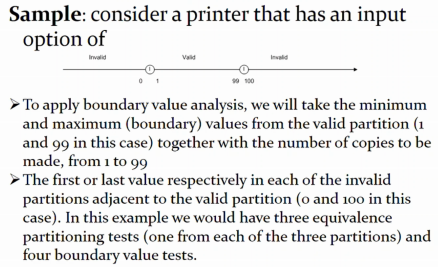 Sample: consider a printer that has an input
option of
Invalid Valid Invalid
i i
0 1 99 100
➢To apply boundary value analysis, we will take the minimum
and maximum (boundary) values from the valid partition (1
and 99 in this case) together with the number of copies to be
made, from 1 to 99
➢The first or last value respectively in each of the invalid
partitions adjacent to the valid partition (0 and 100 in this
case). In this example we would have three equivalence
partitioning tests (one from each of the three partitions) and
four boundary value tests.